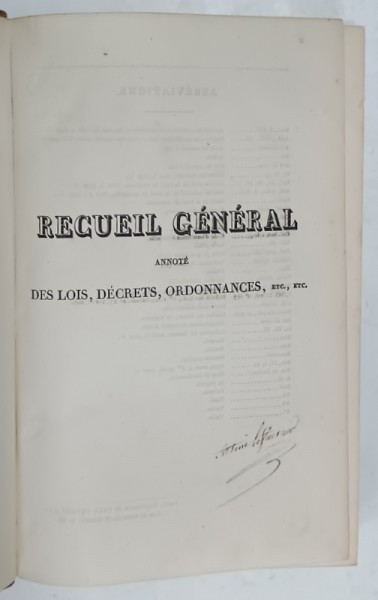 RECUEIL GÉNÉRAL
ANNOTÉ
DES LOIS, DÉCRETS, ORDONNANCES, ETC., ETC.